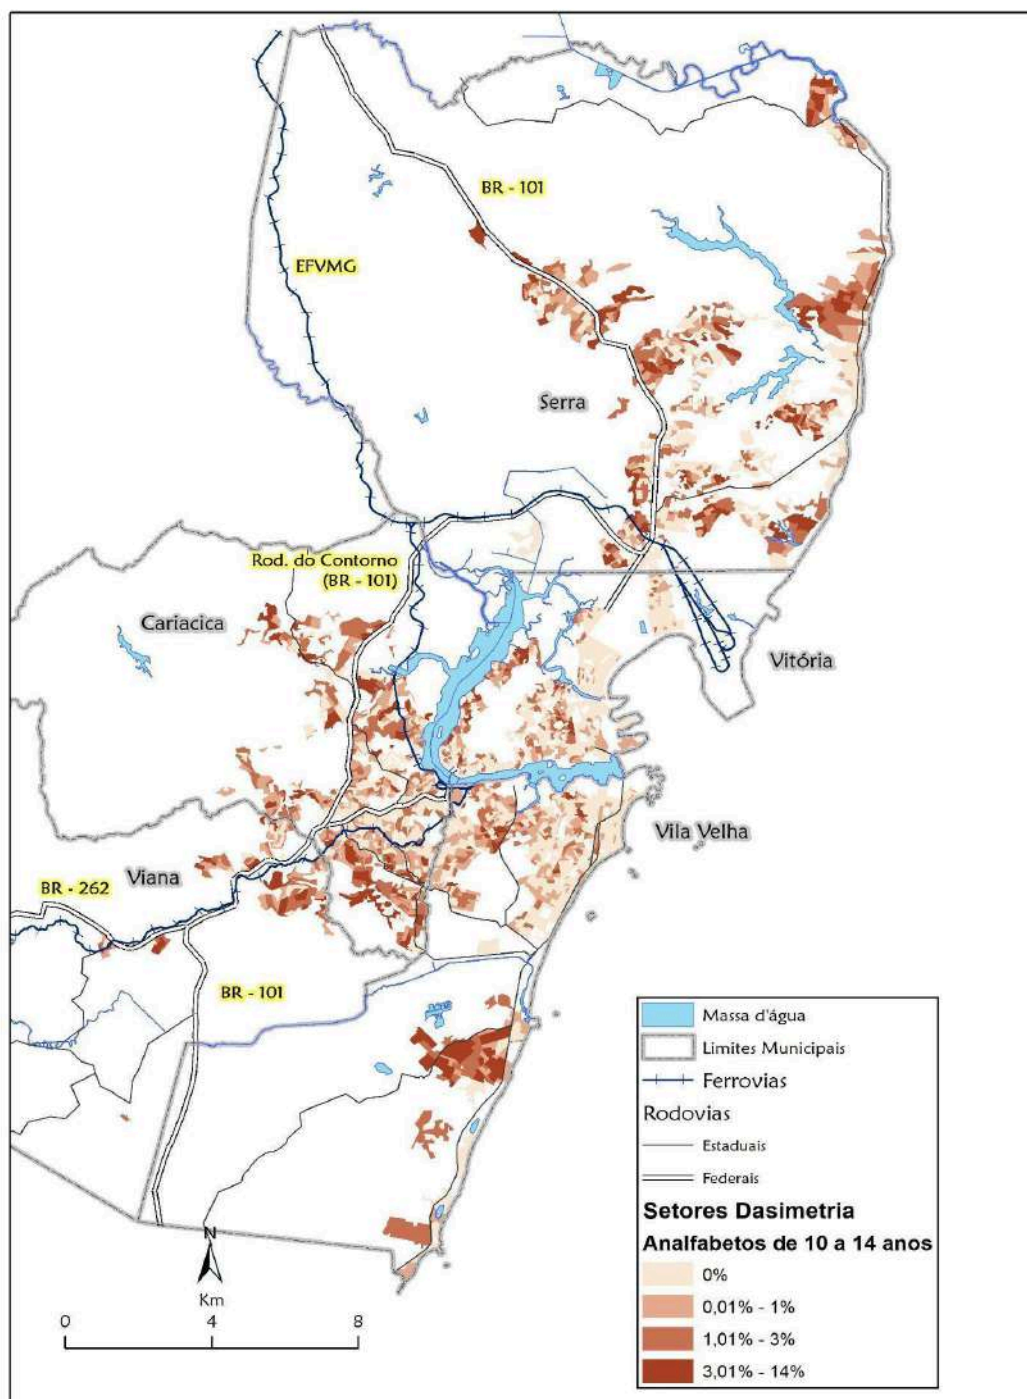 BR - 101
EFVMG
Serra
Rod. do Contorno
(BR - 101)
Cariacica
Vitória
Vila Velha
Viana
BR - 262
BR - 101
Massa d'água
Limites Municipais
Ferrovias
Rodovias
Estaduais
Federais
Setores Dasimetria
Analfabetos de 10 a 14 anos
0%
0,01% - 1%
1,01% - 3%
3,01% - 14%
N
Km
0 4 8